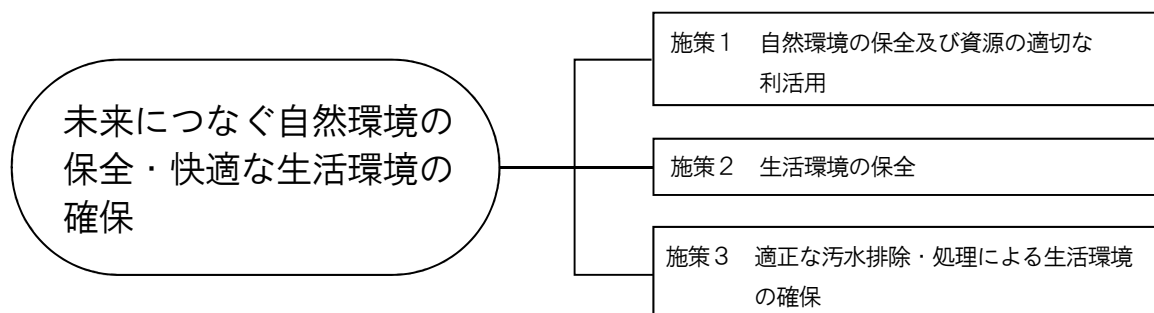 未来につなぐ自然環境の
保全・快適な生活環境の
確保
施策１　自然環境の保全及び資源の適切な
利活用
施策２　生活環境の保全
施策３　適正な汚水排除・処理による生活環境
の確保